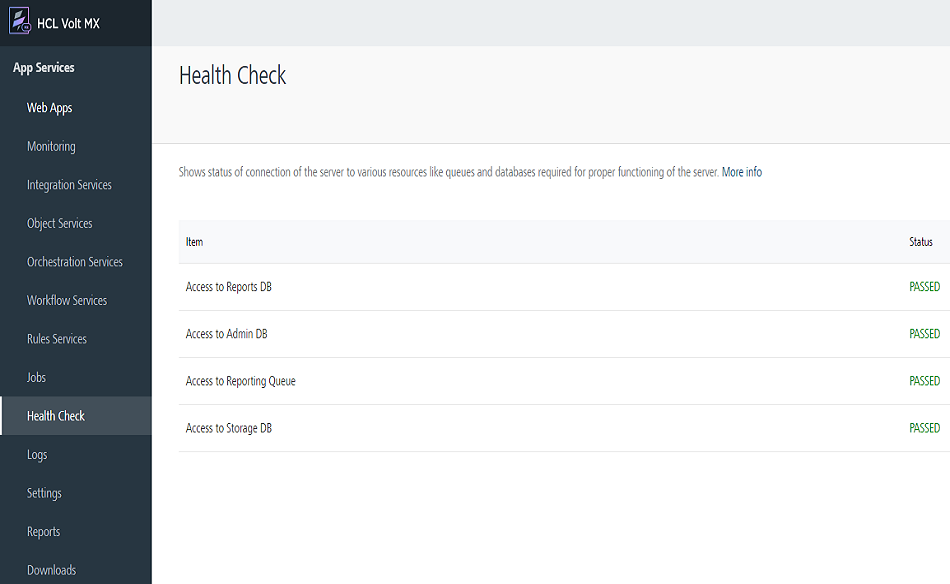 HCL Volt MX
App Services
Web Apps
Monitoring
Integration Services
Object Services
Orchestration Services
Workflow Services
Rules Services
Jobs
Health Check
Logs
Settings
Reports
Downloads
Health Check
Shows status of connection of the server to various resources like queues and databases required for proper functioning of the server. More info
Item Status
Access to Reports DB PASSED
Access to Admin DB PASSED
Access to Reporting Queue PASSED
Access to Storage DB PASSED